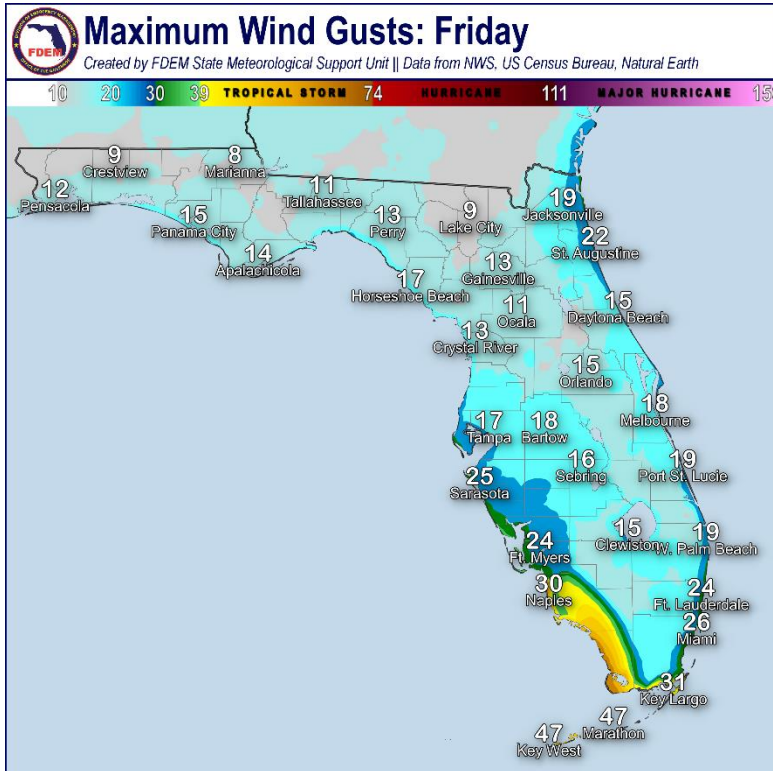 Maximum Wind Gusts: Friday
Created by FDEM State Meteorological Support Unit || Data from NWS, US Census Bureau, Natural Earth
FDEM
10 20 30 39 TROPICAL STORM 74 HURRICANE 111 MAJOR HURRICANE 15
9
Crestview
8
Marianna
12
Pensacola
11
Tallahassee
19
Jacksonville
15
Panama City
13
Perry
9
Lake City
22
St. Augustine
14
Apalachicola
13
Gainesville
17
Horseshoe Beach
11
Ocala
15
Daytona Beach
13
Crystal River
15
Orlando
18
Melbourne
17
Tampa
18
Bartow
16
Sebring
19
Port St. Lucie
25
Sarasota
24
Ft. Myers
15
Clewiston
19
W. Palm Beach
30
Naples
24
Ft. Lauderdale
26
Miami
31
Key Largo
47
Marathon
47
Key West